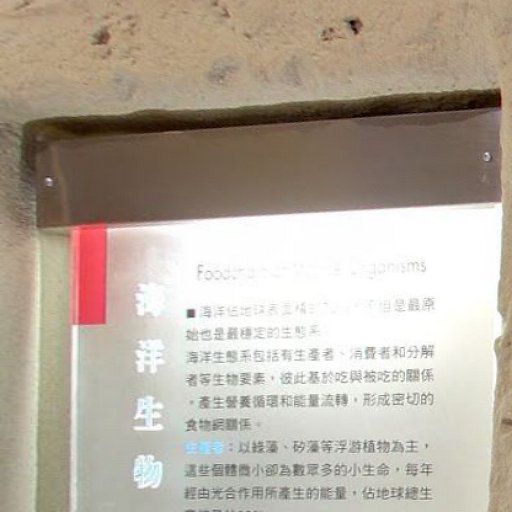 海洋生物
Foodchain of Marine Organisms
■海洋佔地球表面積 是最原
始也是最穩定的生態系
海洋生態系包括有生產者、消費者和分解
者等生物要素，彼此基於吃與被吃的關係
，產生營養循環和能量流轉，形成密切的
食物網關係。
生產者：以綠藻、矽藻等浮游植物為主，
這些個體微小卻為數眾多的小生命，每年
經由光合作用所產生的能量，佔地球總生